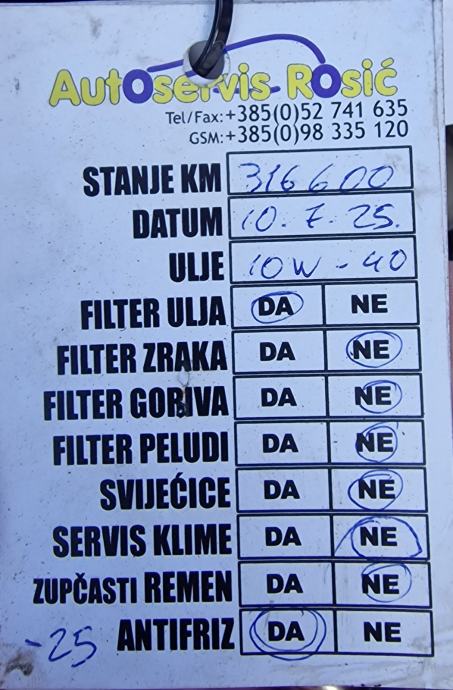 AutOservis ROsić
Tel/Fax:+385(0)52 741 635
GSM:+385(0)98 335 120
STANJE KM 316600
DATUM 10.7.25.
ULJE 10W-40
FILTER ULJA DA NE
FILTER ZRAKA DA NE
FILTER GORIVA DA NE
FILTER PELUDI DA NE
SVIJEĆICE DA NE
SERVIS KLIME DA NE
ZUPČASTI REMEN DA NE
-25 ANTIFRIZ DA NE